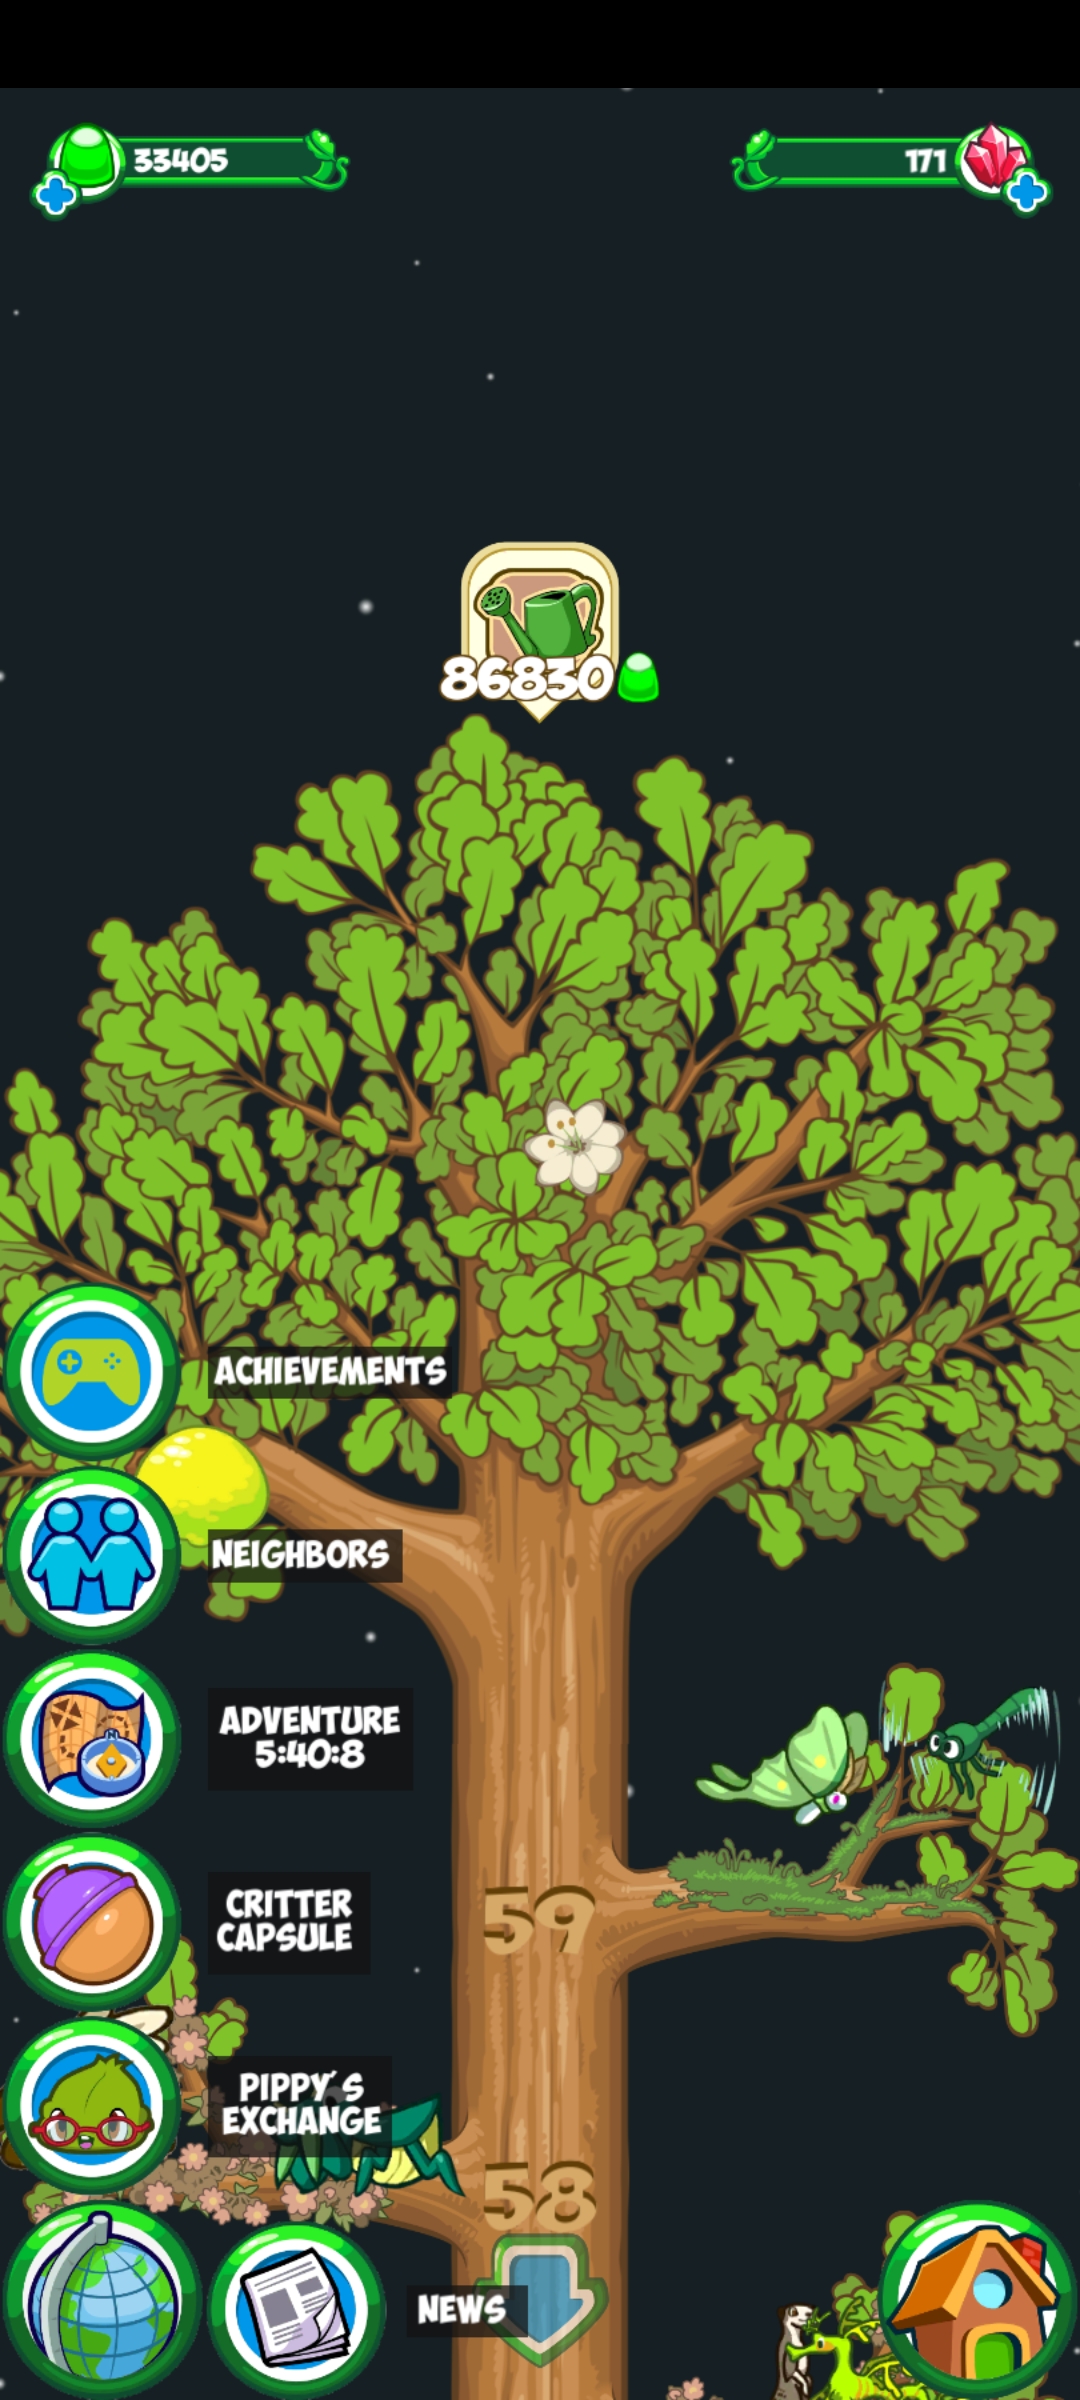 33405
171
86830
ACHIEVEMENTS
NEIGHBORS
ADVENTURE
5:40:8
59
CRITTER
CAPSULE
PIPPY'S
EXCHANGE
58
NEWS